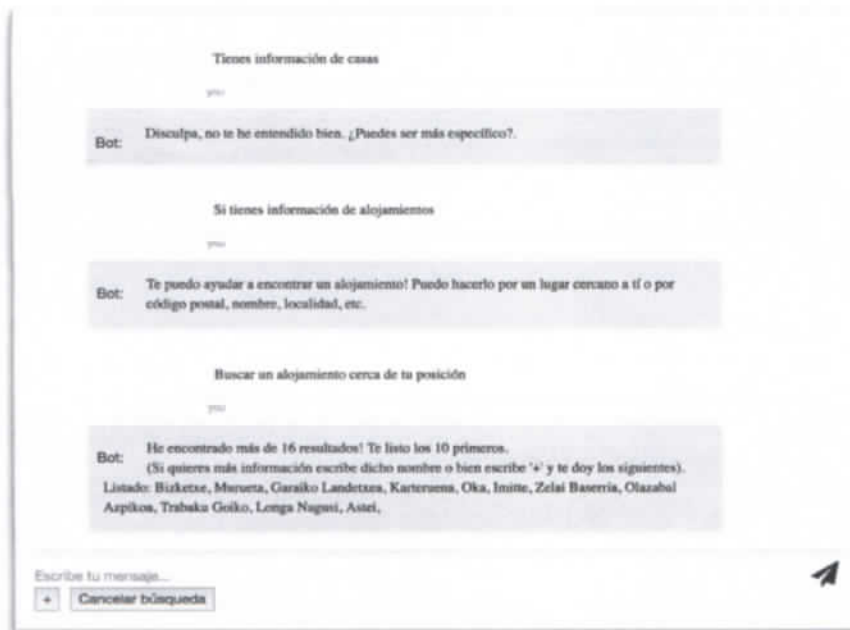 Tienes información de casas
you
Bot: Disculpa, no te he entendido bien. ¿Puedes ser más específico?.
Si tienes información de alojamientos
you
Bot: Te puedo ayudar a encontrar un alojamiento! Puedo hacerlo por un lugar cercano a tí o por
código postal, nombre, localidad, etc.
Buscar un alojamiento cerca de tu posición
you
Bot: He encontrado más de 16 resultados! Te listo los 10 primeros.
(Si quieres más información escribe dicho nombre o bien escribe '+' y te doy los siguientes).
Listado: Bizketxe, Murueta, Garaiko Landetxea, Oka, Zelai Baserria, Olazabal
Azpikoa, Trabaku Goiko, Longa Nagusi, Astei,
Escribe tu mensaje...
+ Cancelar búsqueda